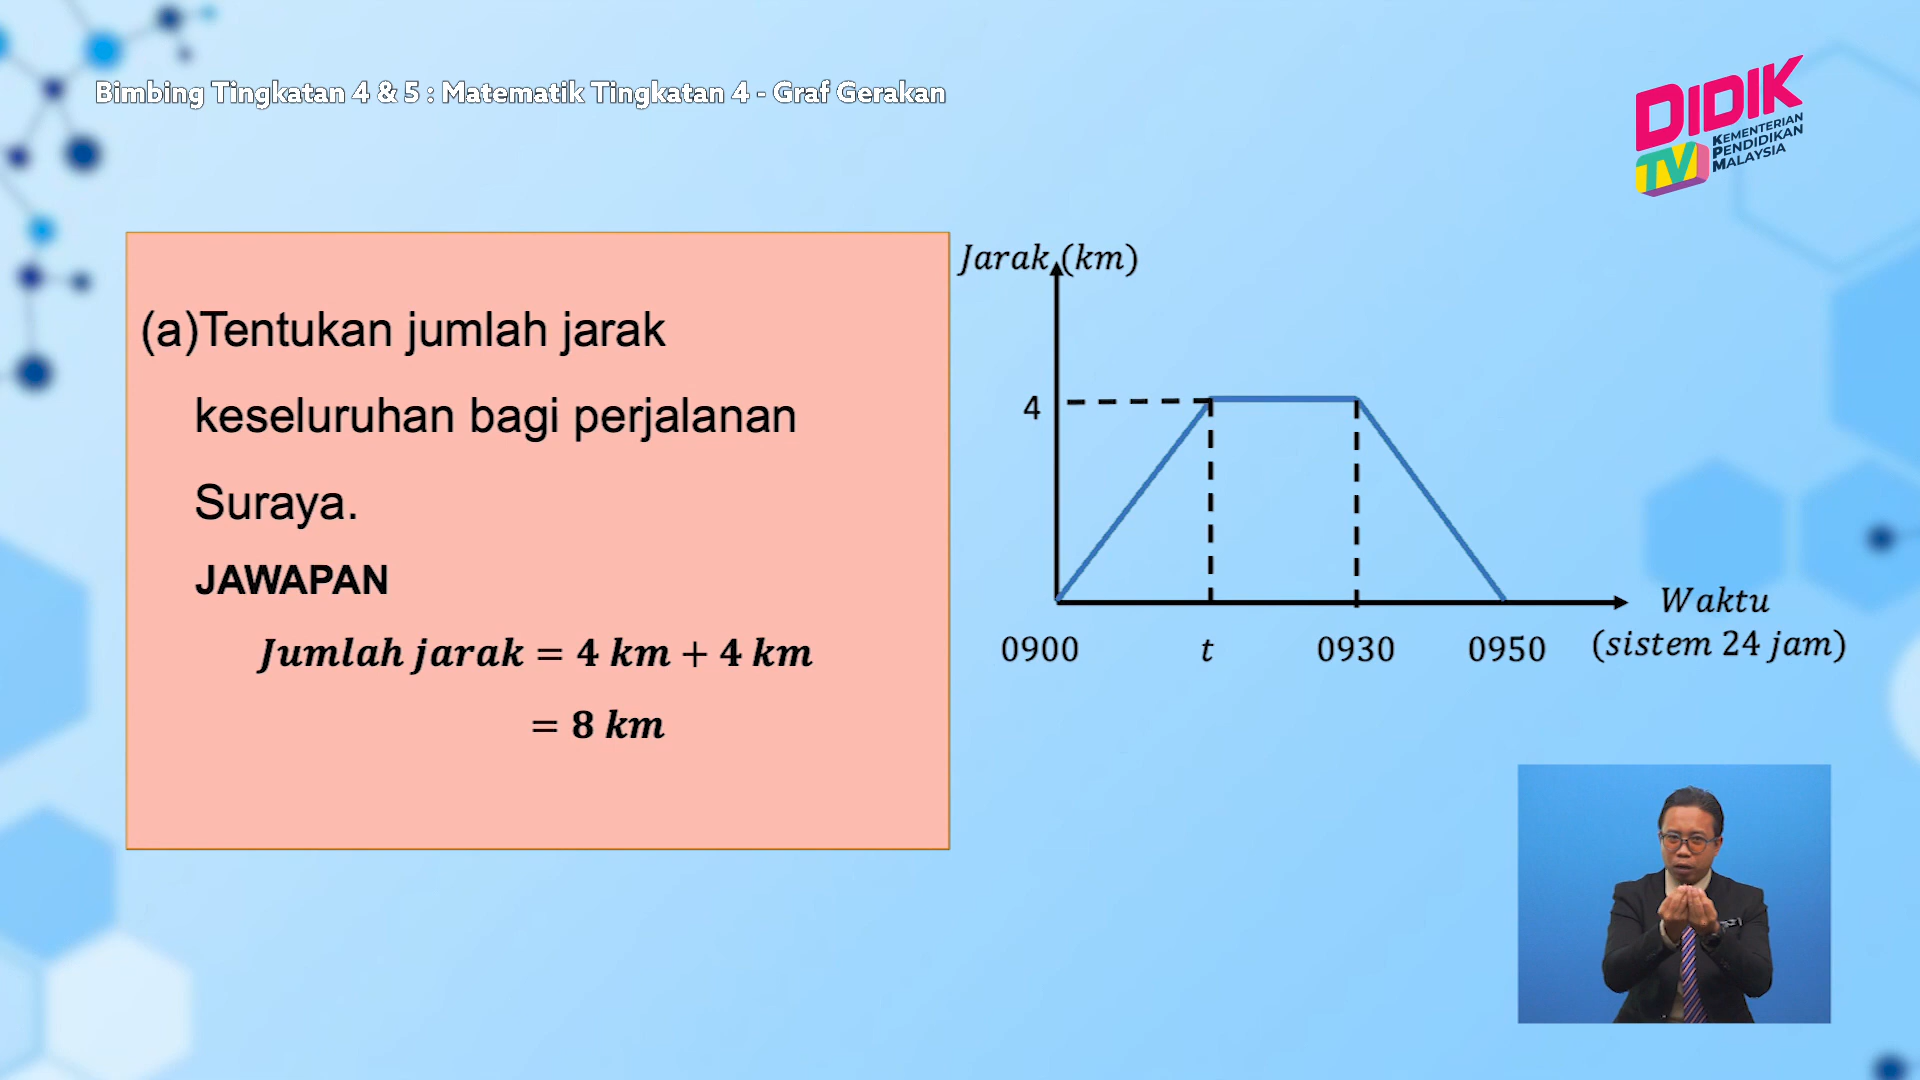 Bimbing Tingkatan 4 & 5 : Matematik Tingkatan 4 - Graf Gerakan
DIDIK
TV
KEMENTERIAN
PENDIDIKAN
MALAYSIA
(a)Tentukan jumlah jarak
keseluruhan bagi perjalanan
Suraya.
JAWAPAN
Jumlah jarak = 4 km + 4 km
= 8 km
Jarak (km)
4
0900 t 0930 0950
Waktu
(sistem 24 jam)